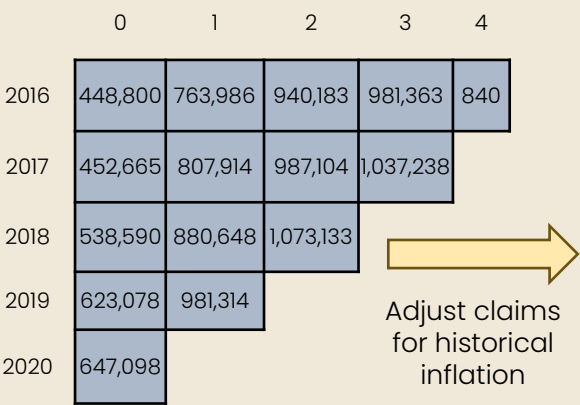 0 1 2 3 4
2016 448,800 763,986 940,183 981,363 840
2017 452,665 807,914 987,104 1,037,238
2018 538,590 880,648 1,073,133
2019 623,078 981,314
Adjust claims
for historical
inflation
2020 647,098